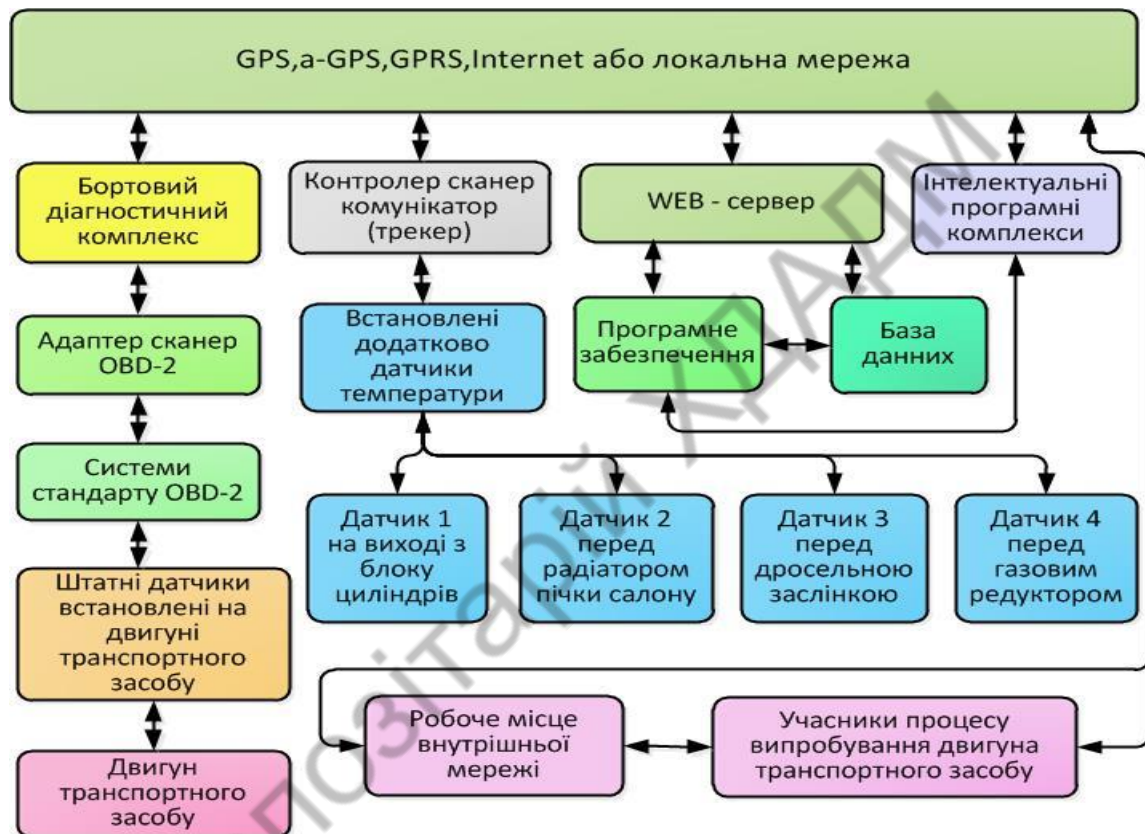 GPS,a-GPS,GPRS,Internet або локальна мережа
Бортовий
діагностичний
комплекс
Контролер сканер
комунікатор
(трекер)
WEB - сервер
Інтелектуальні
програмні
комплекси
Адаптер сканер
OBD-2
Встановлені
додатково
датчики
температури
Програмне
забезпечення
База
данних
Системи
стандарту OBD-2
Датчик 1
на виході з
блоку
циліндрів
Датчик 2
перед
радіатором
пічки салону
Датчик 3
перед
дросельною
заслінкою
Датчик 4
перед
газовим
редуктором
Штатні датчики
встановлені на
двигуні
транспортного
засобу
Робоче місце
внутрішньої
мережі
Учасники процесу
випробування двигуна
транспортного засобу
Двигун
транспортного
засобу
позітарій ХДАДМ